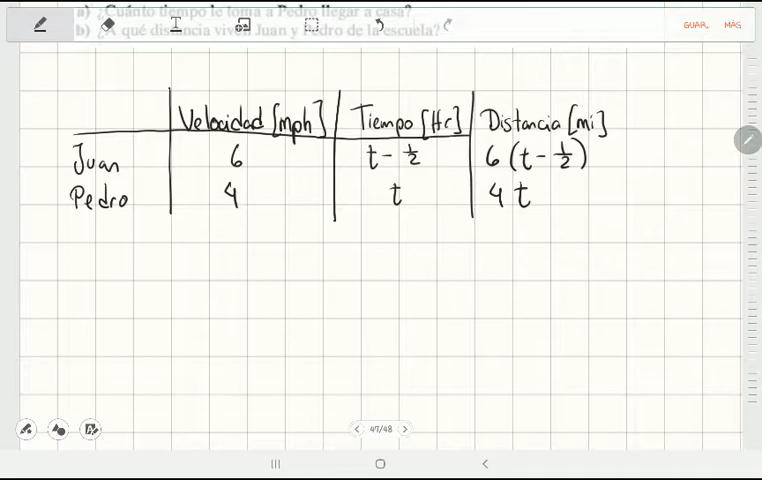 a) ¿Cuánto tiempo le toma a Pedro llegar a casa?
b) ¿A qué distancia viven Juan y Pedro de la escuela?
GUAR. MÁS
Velocidad [mph] Tiempo [Hr] Distancia [mi]
Juan 6 t - 1/2 6 (t - 1/2)
Pedro 4 t 4 t
47/48